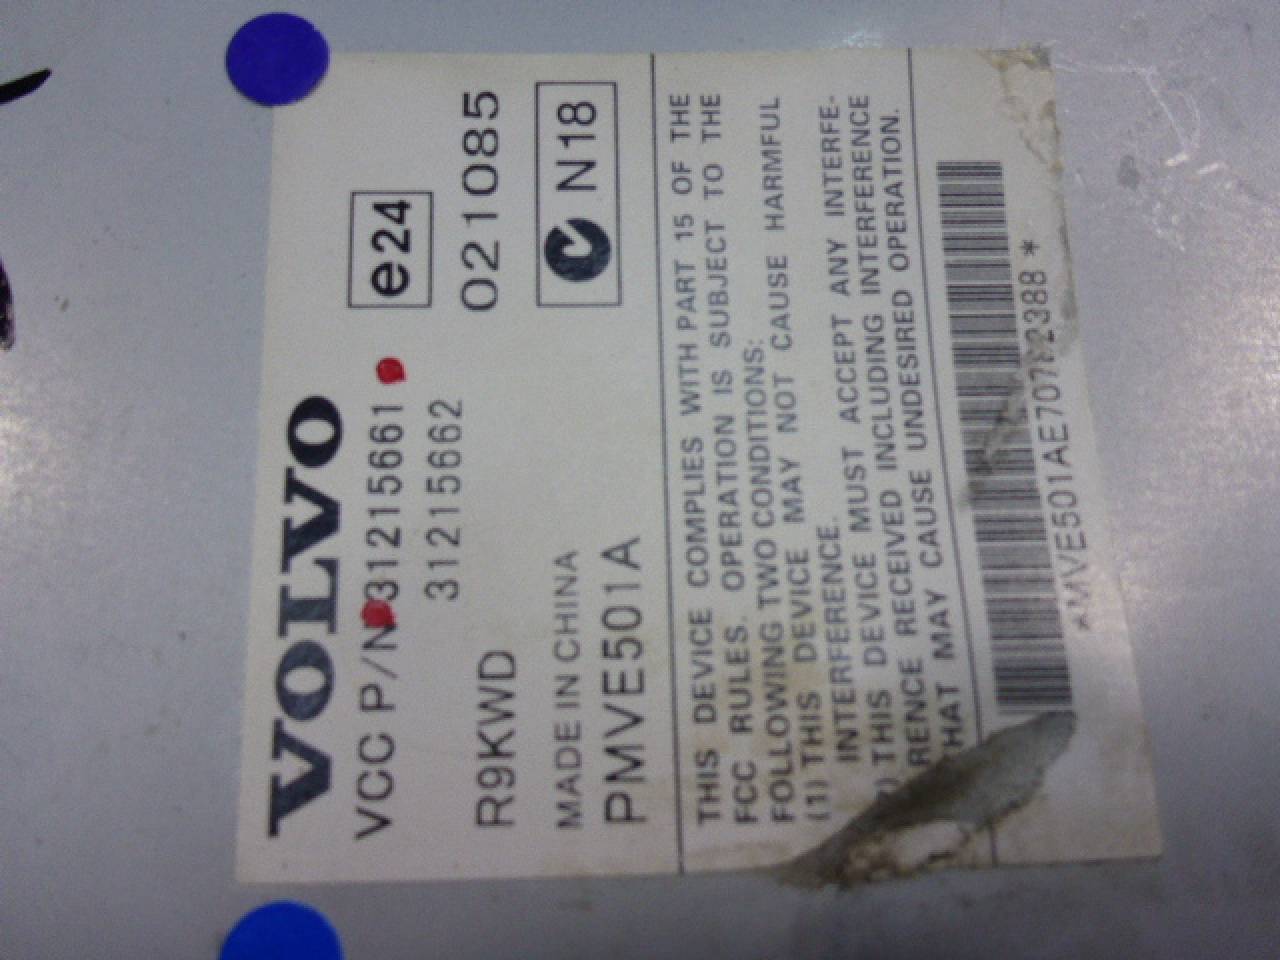 VOLVO
VCC P/N 31215661
31215662
e24
R9KWD
021085
MADE IN CHINA
PMVE501A
N18
THIS DEVICE COMPLIES WITH PART 15 OF THE
FCC RULES. OPERATION IS SUBJECT TO THE
FOLLOWING TWO CONDITIONS:
(1) THIS DEVICE MAY NOT CAUSE HARMFUL
INTERFERENCE.
THIS DEVICE MUST ACCEPT ANY INTERFE-
RENCE RECEIVED INCLUDING INTERFERENCE
THAT MAY CAUSE UNDESIRED OPERATION.